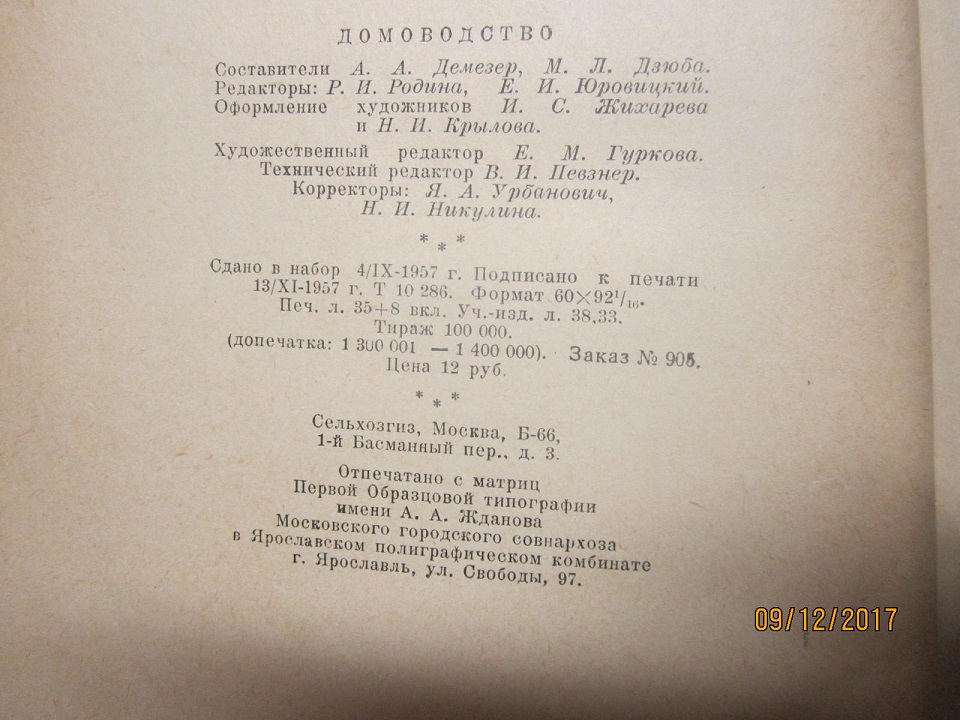 ДОМОВОДСТВО
Составители А. А. Демезер, М. Л. Дзюба.
Редакторы: Р. И. Родина, Е. И. Юровицкий.
Оформление художников И. С. Жихарева
и Н. И. Крылова.
Художественный редактор Е. М. Гуркова.
Технический редактор В. И. Певзнер.
Корректоры: Я. А. Урбанович,
Н. И. Никулина.
* * *
Сдано в набор 4/IX-1957 г. Подписано к печати
13/XI-1957 г. Т 10 286. Формат 60×92¹/₁₆.
Печ. л. 35+8 вкл. Уч.-изд. л. 38,33.
Тираж 100 000.
(допечатка: 1 300 001 — 1 400 000). Заказ № 905.
Цена 12 руб.
* * *
Сельхозгиз, Москва, Б-66,
1-й Басманный пер., д. 3.
Отпечатано с матриц
Первой Образцовой типографии
имени А. А. Жданова
Московского городского совнархоза
в Ярославском полиграфическом комбинате
г. Ярославль, ул. Свободы, 97.
09/12/2017